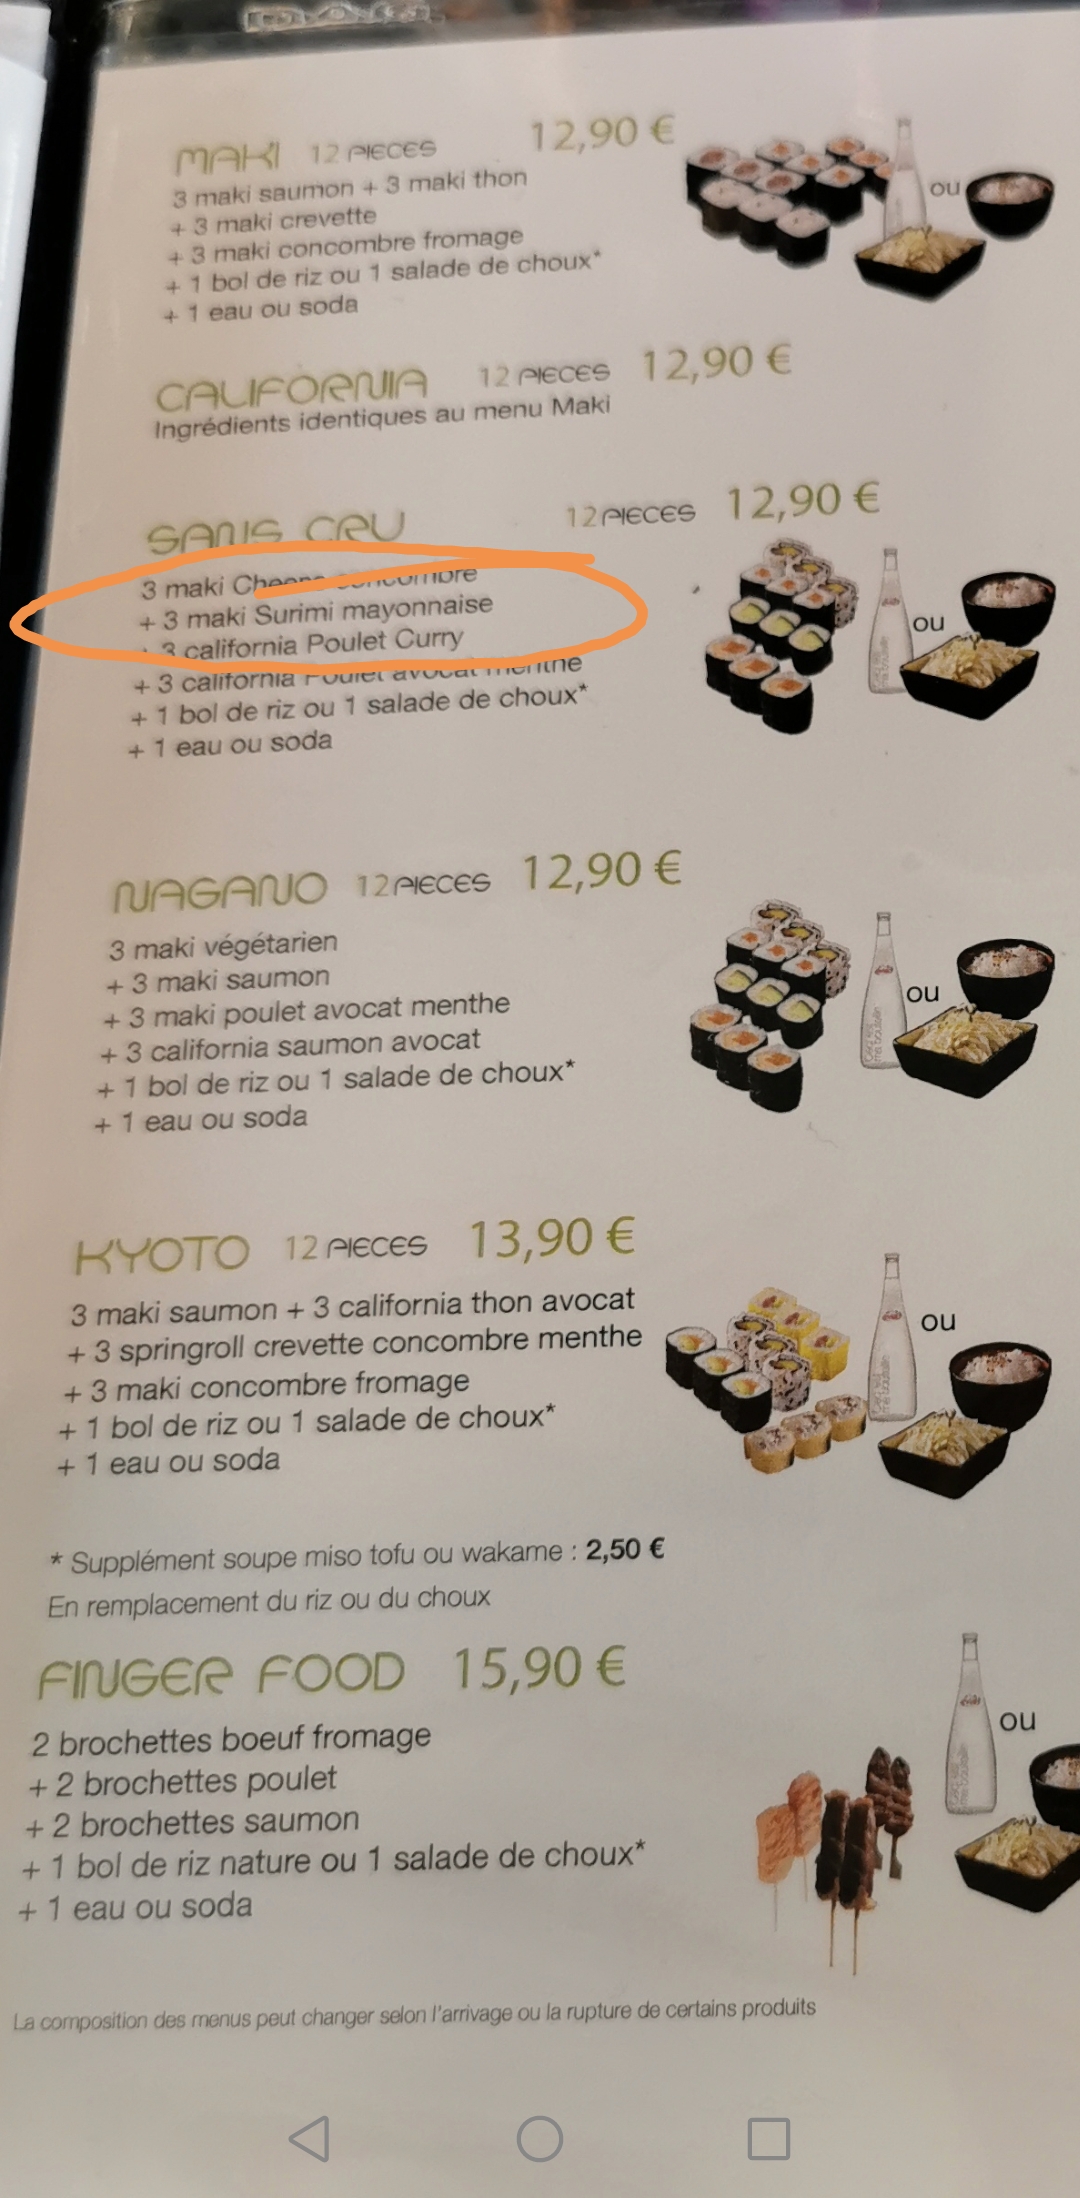 MAKI 12 PIECES 12,90 €
3 maki saumon + 3 maki thon
+ 3 maki crevette
+ 3 maki concombre fromage
+ 1 bol de riz ou 1 salade de choux*
+ 1 eau ou soda
ou
CALIFORNIA 12 PIECES 12,90 €
Ingrédients identiques au menu Maki
SANS CRU 12 PIECES 12,90 €
3 maki Cheese concombre
+ 3 maki Surimi mayonnaise
3 california Poulet Curry
+ 3 california Poulet avocat menthe
+ 1 bol de riz ou 1 salade de choux*
+ 1 eau ou soda
ou
NAGANO 12 PIECES 12,90 €
3 maki végétarien
+ 3 maki saumon
+ 3 maki poulet avocat menthe
+ 3 california saumon avocat
+ 1 bol de riz ou 1 salade de choux*
+ 1 eau ou soda
ou
KYOTO 12 PIECES 13,90 €
3 maki saumon + 3 california thon avocat
+ 3 springroll crevette concombre menthe
+ 3 maki concombre fromage
+ 1 bol de riz ou 1 salade de choux*
+ 1 eau ou soda
ou
* Supplément soupe miso tofu ou wakame : 2,50 €
En remplacement du riz ou du choux
FINGER FOOD 15,90 €
2 brochettes boeuf fromage
+ 2 brochettes poulet
+ 2 brochettes saumon
+ 1 bol de riz nature ou 1 salade de choux*
+ 1 eau ou soda
ou
La composition des menus peut changer selon l'arrivage ou la rupture de certains produits